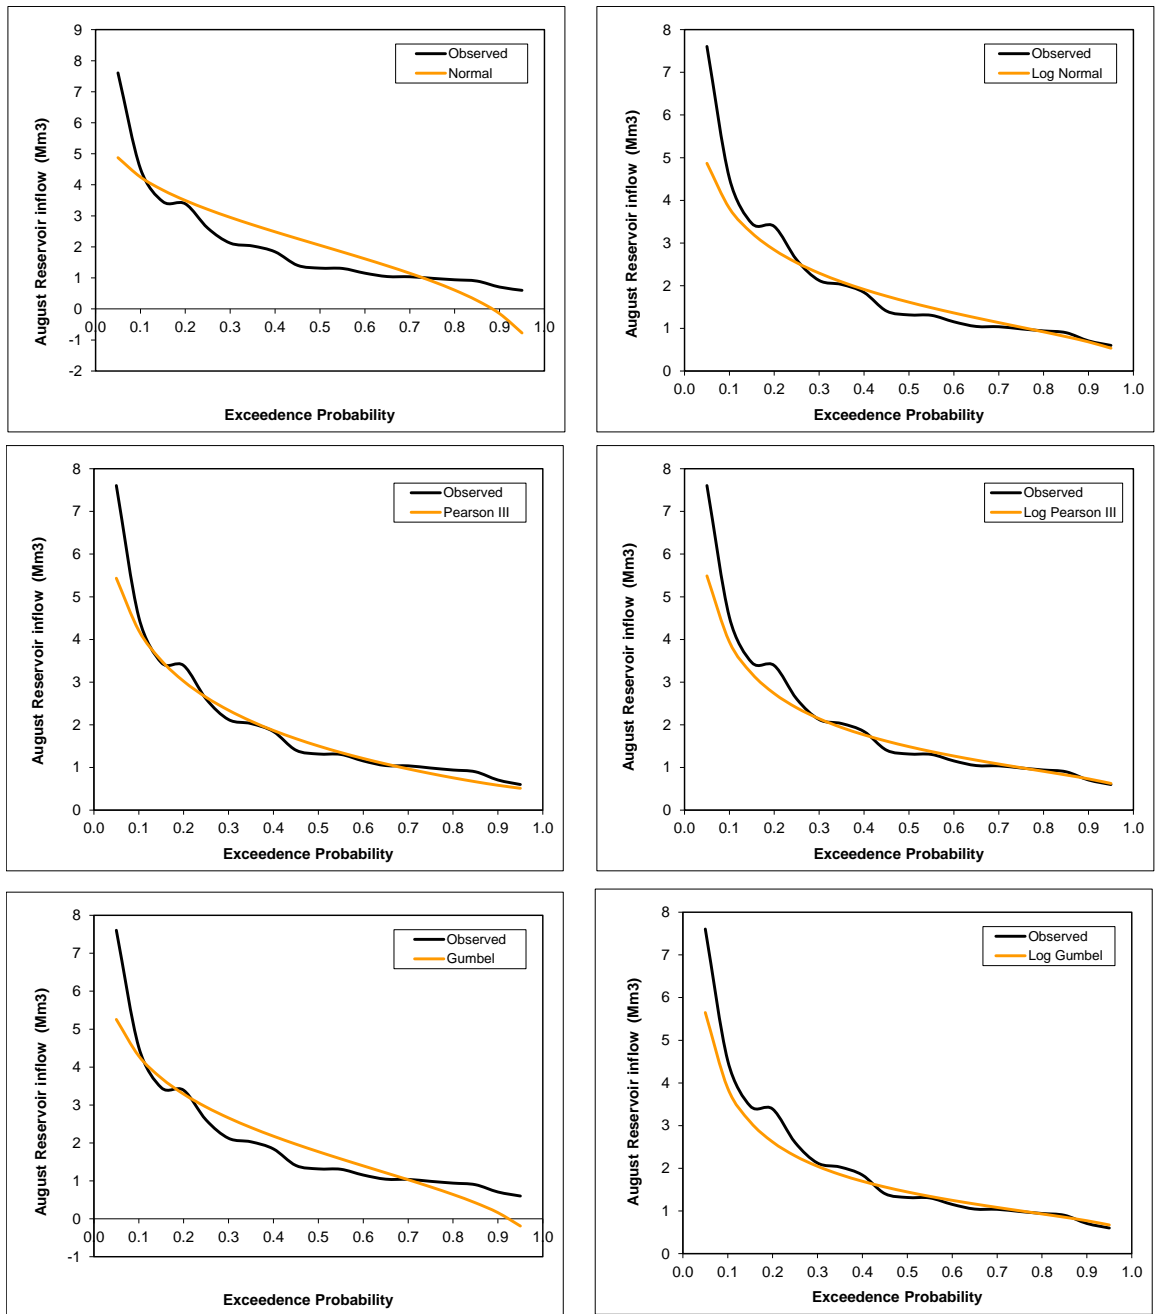 9
8
7
6
5
4
3
2
1
0
-1
-2
0.0 0.1 0.2 0.3 0.4 0.5 0.6 0.7 0.8 0.9 1.0
August Reservoir inflow (Mm3)
Exceedence Probability
Observed
Normal
8
7
6
5
4
3
2
1
0
0.0 0.1 0.2 0.3 0.4 0.5 0.6 0.7 0.8 0.9 1.0
August Reservoir inflow (Mm3)
Exceedence Probability
Observed
Log Normal
8
7
6
5
4
3
2
1
0
0.0 0.1 0.2 0.3 0.4 0.5 0.6 0.7 0.8 0.9 1.0
August Reservoir inflow (Mm3)
Exceedence Probability
Observed
Pearson III
8
7
6
5
4
3
2
1
0
0.0 0.1 0.2 0.3 0.4 0.5 0.6 0.7 0.8 0.9 1.0
August Reservoir inflow (Mm3)
Exceedence Probability
Observed
Log Pearson III
8
7
6
5
4
3
2
1
0
-1
0.0 0.1 0.2 0.3 0.4 0.5 0.6 0.7 0.8 0.9 1.0
August Reservoir inflow (Mm3)
Exceedence Probability
Observed
Gumbel
8
7
6
5
4
3
2
1
0
0.0 0.1 0.2 0.3 0.4 0.5 0.6 0.7 0.8 0.9 1.0
August Reservoir inflow (Mm3)
Exceedence Probability
Observed
Log Gumbel